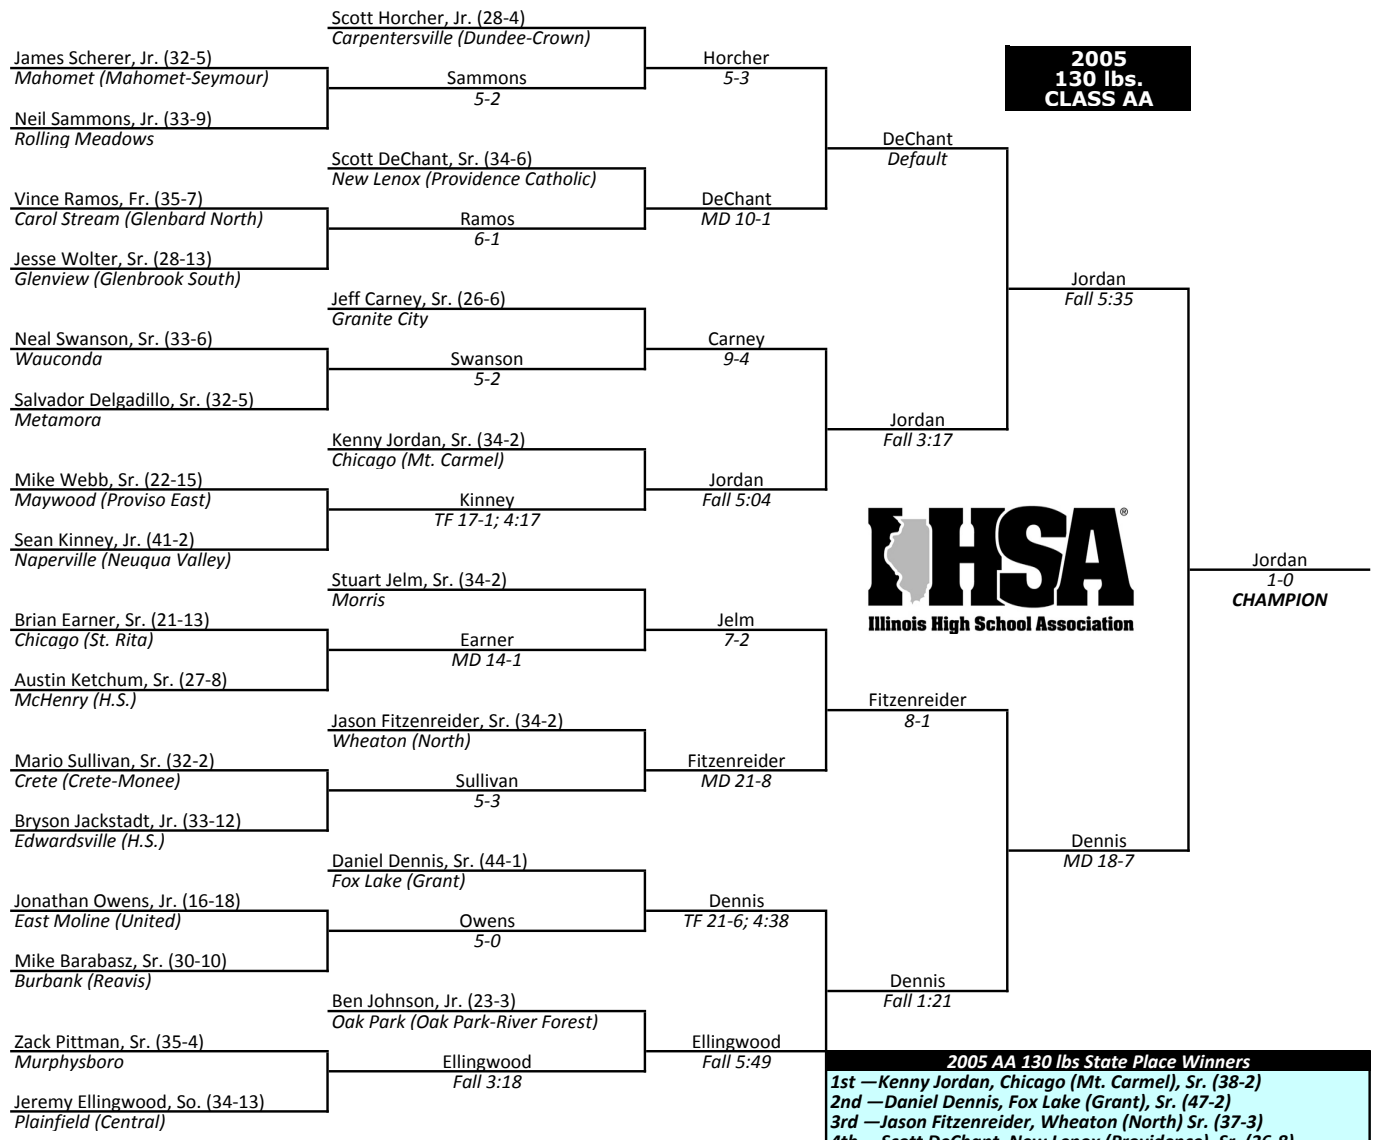 Scott Horcher, Jr. (28-4)
Carpentersville (Dundee-Crown)
James Scherer, Jr. (32-5)
Mahomet (Mahomet-Seymour)
Sammons
5-2
Neil Sammons, Jr. (33-9)
Rolling Meadows
Horcher
5-3
Scott DeChant, Sr. (34-6)
New Lenox (Providence Catholic)
Vince Ramos, Fr. (35-7)
Carol Stream (Glenbard North)
Ramos
6-1
Jesse Wolter, Sr. (28-13)
Glenview (Glenbrook South)
DeChant
MD 10-1
DeChant
Default
Jeff Carney, Sr. (26-6)
Granite City
Neal Swanson, Sr. (33-6)
Wauconda
Swanson
5-2
Salvador Delgadillo, Sr. (32-5)
Metamora
Carney
9-4
Kenny Jordan, Sr. (34-2)
Chicago (Mt. Carmel)
Mike Webb, Sr. (22-15)
Maywood (Proviso East)
Kinney
TF 17-1; 4:17
Sean Kinney, Jr. (41-2)
Naperville (Neuqua Valley)
Jordan
Fall 5:04
Jordan
Fall 3:17
Jordan
Fall 5:35
Stuart Jelm, Sr. (34-2)
Morris
Brian Earner, Sr. (21-13)
Chicago (St. Rita)
Earner
MD 14-1
Austin Ketchum, Sr. (27-8)
McHenry (H.S.)
Jelm
7-2
Jason Fitzenreider, Sr. (34-2)
Wheaton (North)
Mario Sullivan, Sr. (32-2)
Crete (Crete-Monee)
Sullivan
5-3
Bryson Jackstadt, Jr. (33-12)
Edwardsville (H.S.)
Fitzenreider
MD 21-8
Fitzenreider
8-1
Daniel Dennis, Sr. (44-1)
Fox Lake (Grant)
Jonathan Owens, Jr. (16-18)
East Moline (United)
Owens
5-0
Mike Barabasz, Sr. (30-10)
Burbank (Reavis)
Dennis
TF 21-6; 4:38
Ben Johnson, Jr. (23-3)
Oak Park (Oak Park-River Forest)
Zack Pittman, Sr. (35-4)
Murphysboro
Ellingwood
Fall 3:18
Jeremy Ellingwood, So. (34-13)
Plainfield (Central)
Ellingwood
Fall 5:49
Dennis
Fall 1:21
Dennis
MD 18-7
Jordan
1-0
CHAMPION
2005
130 lbs.
CLASS AA
IHSA®
Illinois High School Association
2005 AA 130 lbs State Place Winners
1st —Kenny Jordan, Chicago (Mt. Carmel), Sr. (38-2)
2nd —Daniel Dennis, Fox Lake (Grant), Sr. (47-2)
3rd —Jason Fitzenreider, Wheaton (North) Sr. (37-3)
4th —Scott DeChant, New Lenox (Providence), Sr. (36-8)